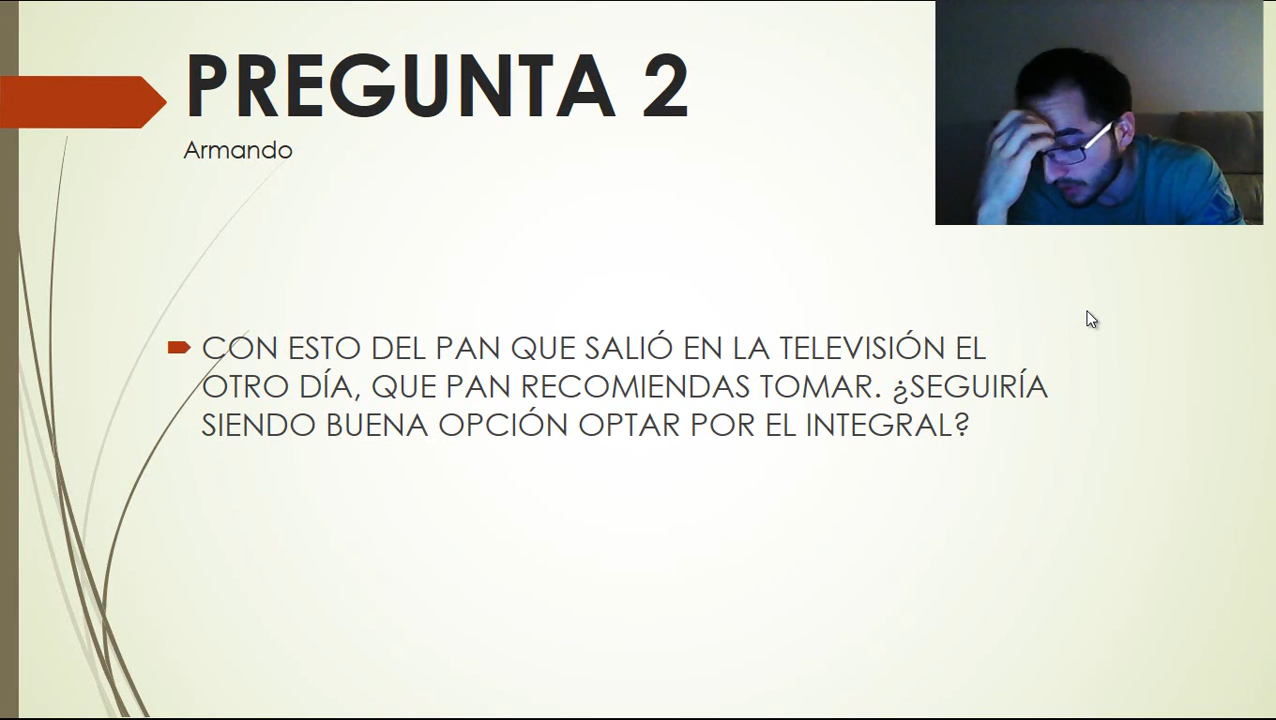 PREGUNTA 2
Armando
CON ESTO DEL PAN QUE SALIÓ EN LA TELEVISIÓN EL
OTRO DÍA, QUE PAN RECOMIENDAS TOMAR. ¿SEGUIRÍA
SIENDO BUENA OPCIÓN OPTAR POR EL INTEGRAL?